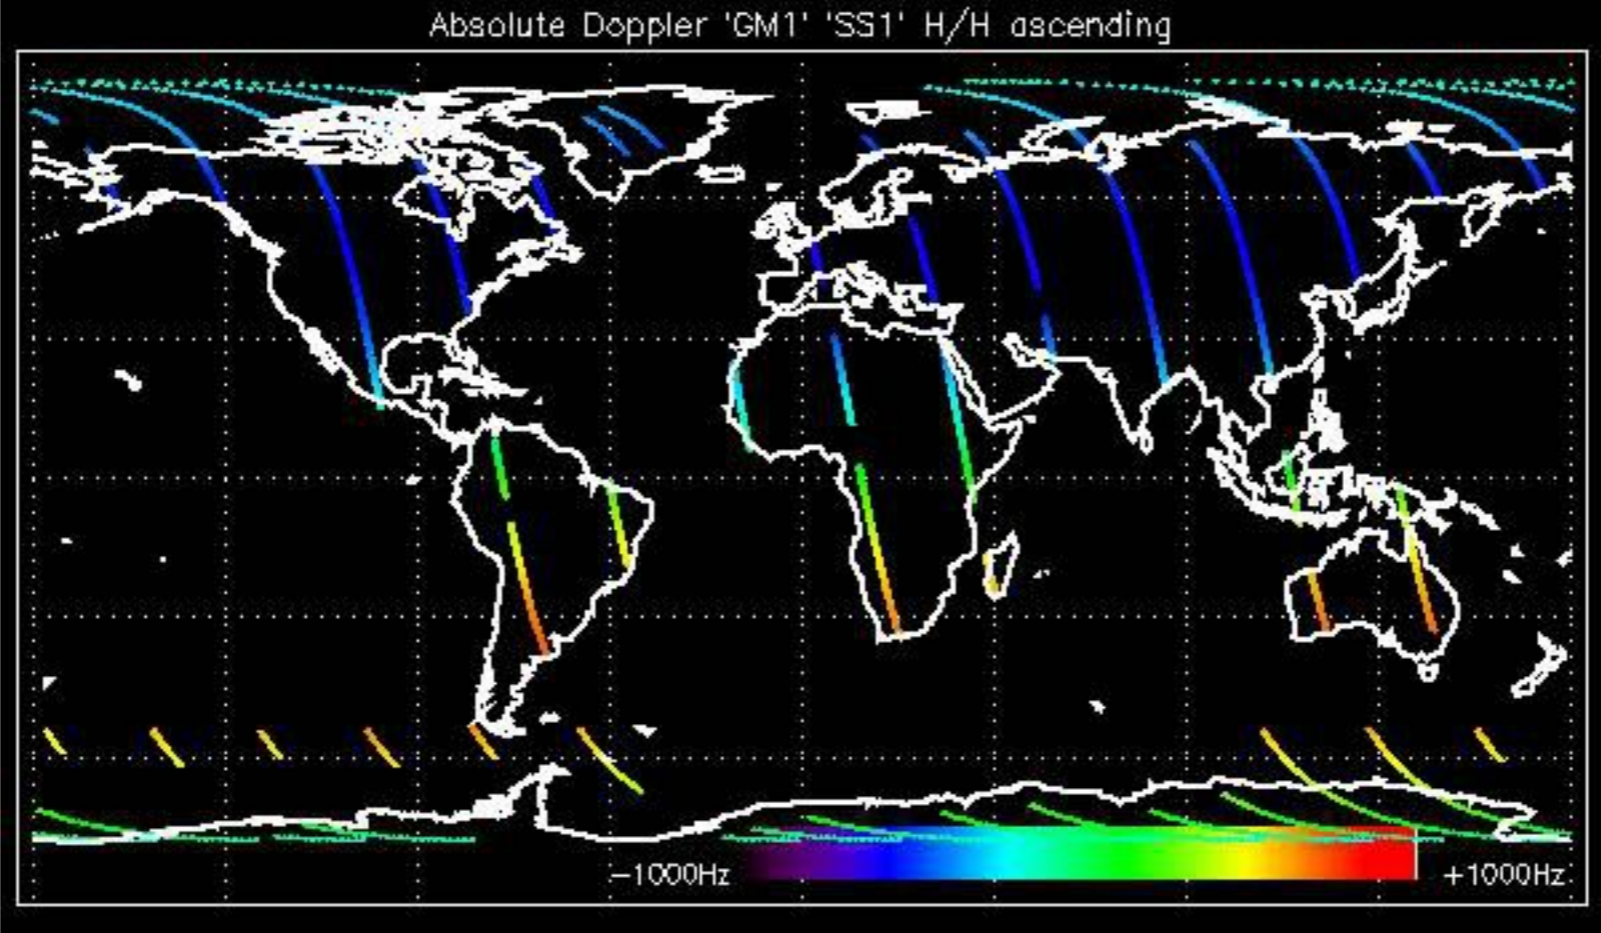 Absolute Doppler 'GM1' 'SS1' H/H ascending
−1000Hz
+1000Hz